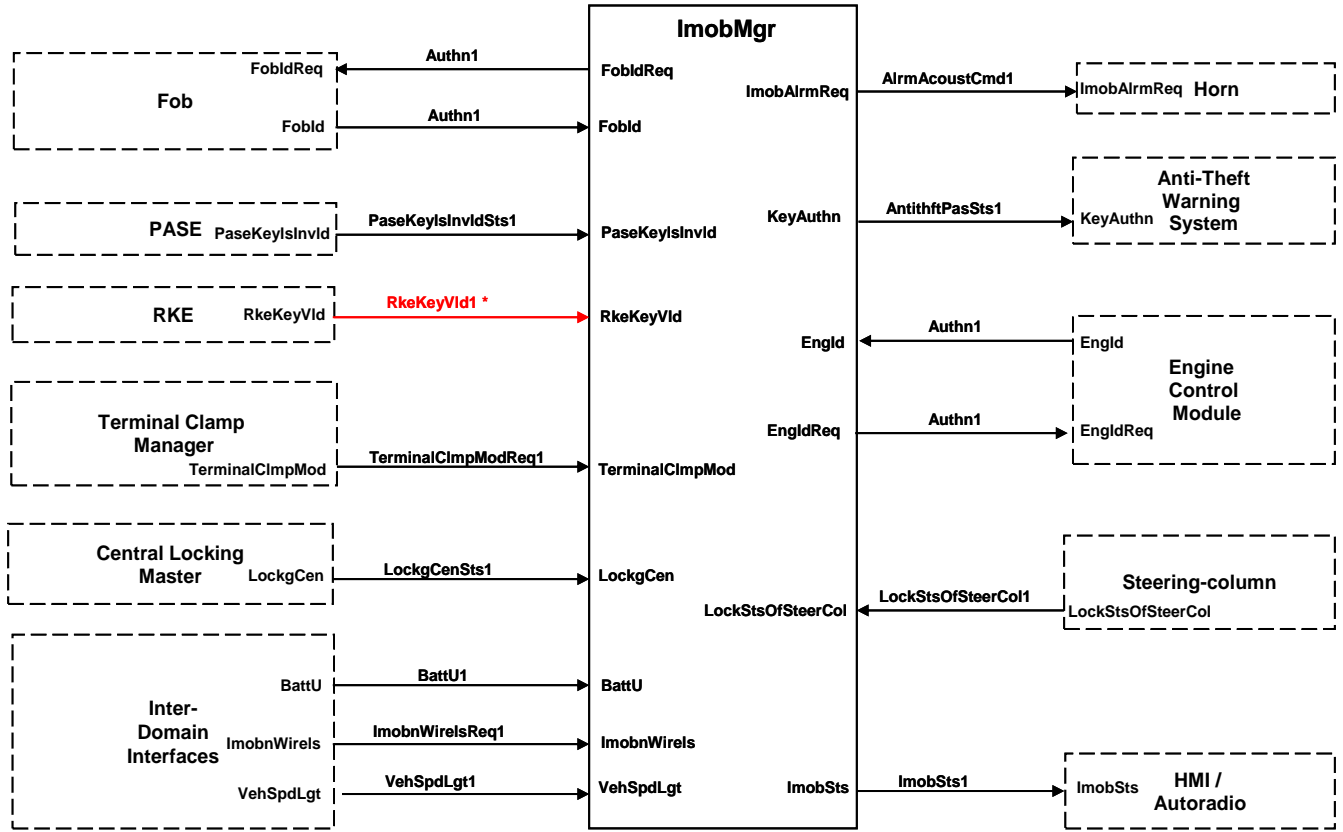 ImobMgr
FobIdReq
Fob
FobId
Authn1
Authn1
FobIdReq
FobId
PASE
PaseKeyIsInvld
PaseKeyIsInvldSts1
PaseKeyIsInvld
RKE
RkeKeyVld
RkeKeyVld1 *
RkeKeyVld
Terminal Clamp
Manager
TerminalClmpMod
TerminalClmpModReq1
TerminalClmpMod
Central Locking
Master
LockgCen
LockgCenSts1
LockgCen
Inter-
Domain
Interfaces
BattU
BattU1
BattU
ImobnWirels
ImobnWirelsReq1
ImobnWirels
VehSpdLgt
VehSpdLgt1
VehSpdLgt
ImobAlrmReq
AlrmAcoustCmd1
ImobAlrmReq
Horn
KeyAuthn
AntithftPasSts1
KeyAuthn
Anti-Theft
Warning
System
EngId
Authn1
EngId
Engine
Control
Module
EngIdReq
Authn1
EngIdReq
LockStsOfSteerCol
LockStsOfSteerCol1
Steering-column
LockStsOfSteerCol
ImobSts
ImobSts1
ImobSts
HMI /
Autoradio